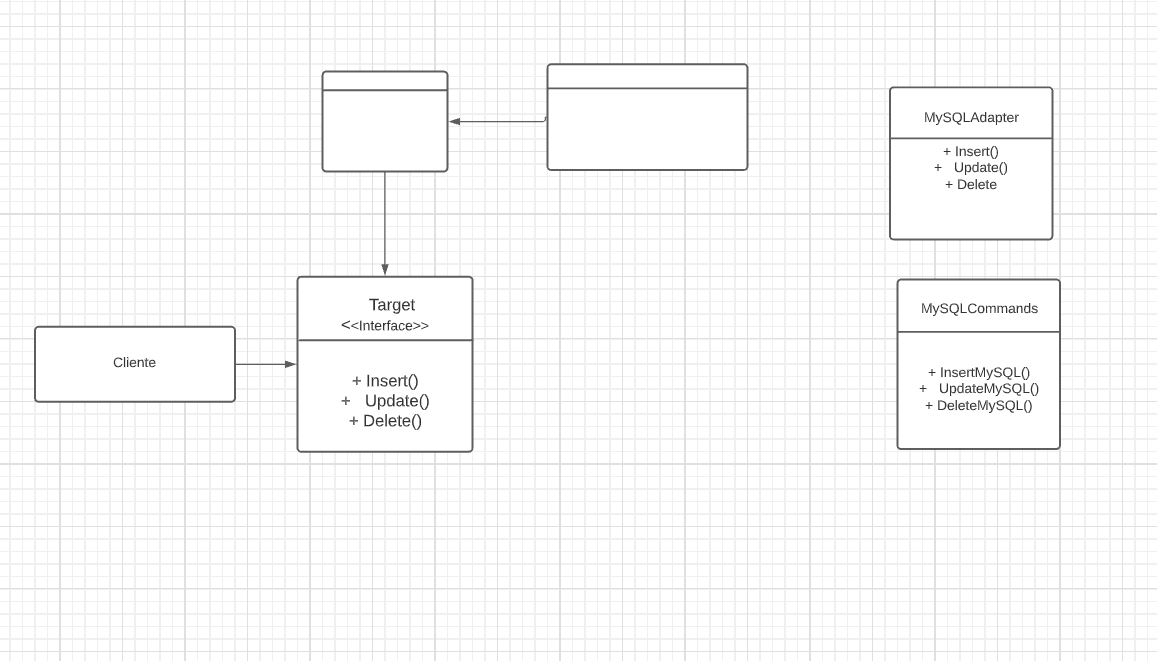 MySQLAdapter
+ Insert()
+ Update()
+ Delete
Target
<<Interface>>
+ Insert()
+ Update()
+ Delete()
Cliente
MySQLCommands
+ InsertMySQL()
+ UpdateMySQL()
+ DeleteMySQL()